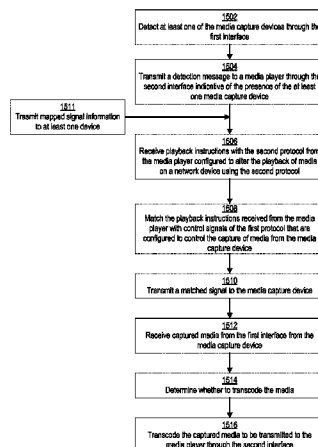 1502
Detect at least one of the media capture devices through the
first interface
1504
Transmit a detection message to a media player through the
second interface indicative of the presence of the at least
one media capture device
1511
Trasmit mapped signal information
to at least one device
1506
Receive playback instructions with the second protocol from
the media player configured to alter the playback of media
on a network device using the second protocol
1508
Match the playback instructions received from the media
player with control signals of the first protocol that are
configured to control the capture of media from the media
capture device
1510
Transmit a matched signal to the media capture device
1512
Receive captured media from the first interface from the
media capture device
1514
Determine whether to transcode the media
1516
Transcode the captured media to be transmitted to the
media player through the second interface